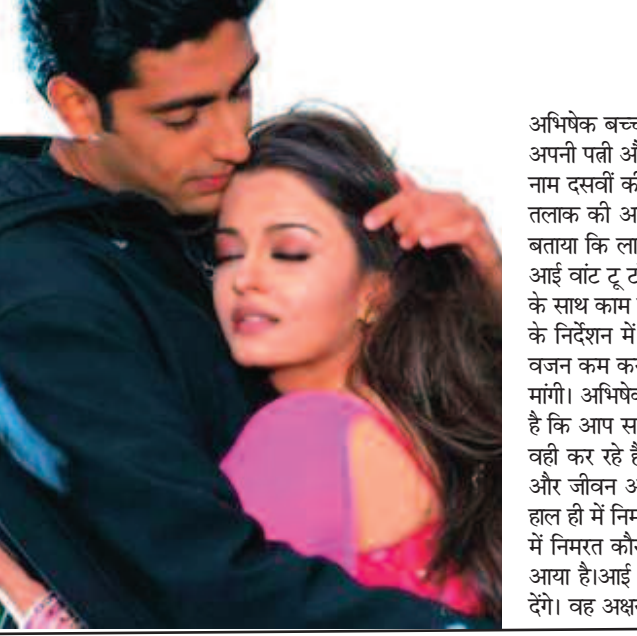 अभिषेक बच्च
अपनी पत्नी औ
नाम दसवीं की
तलाक की अ
बताया कि ला
आई वांट टू ट
के साथ काम
के निर्देशन में
वजन कम कर
मांगी। अभिषेक
है कि आप स
वही कर रहे है
और जीवन अ
हाल ही में निम
में निमरत कौ
आया है।आई
देंगे। वह अक्ष